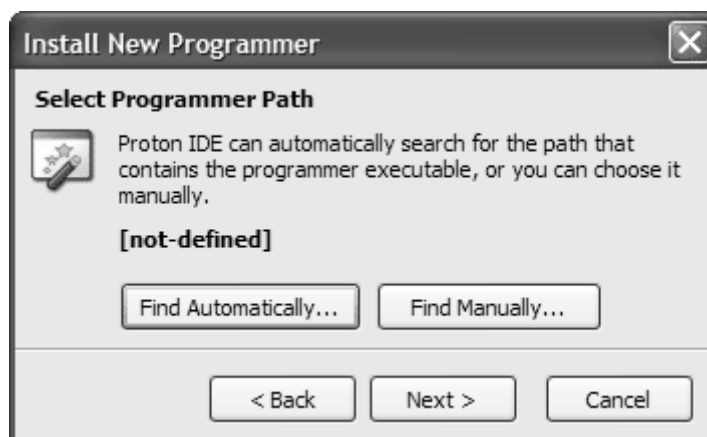 Install New Programmer
Select Programmer Path
Proton IDE can automatically search for the path that
contains the programmer executable, or you can choose it
manually.
[not-defined]
Find Automatically... Find Manually...
< Back Next > Cancel